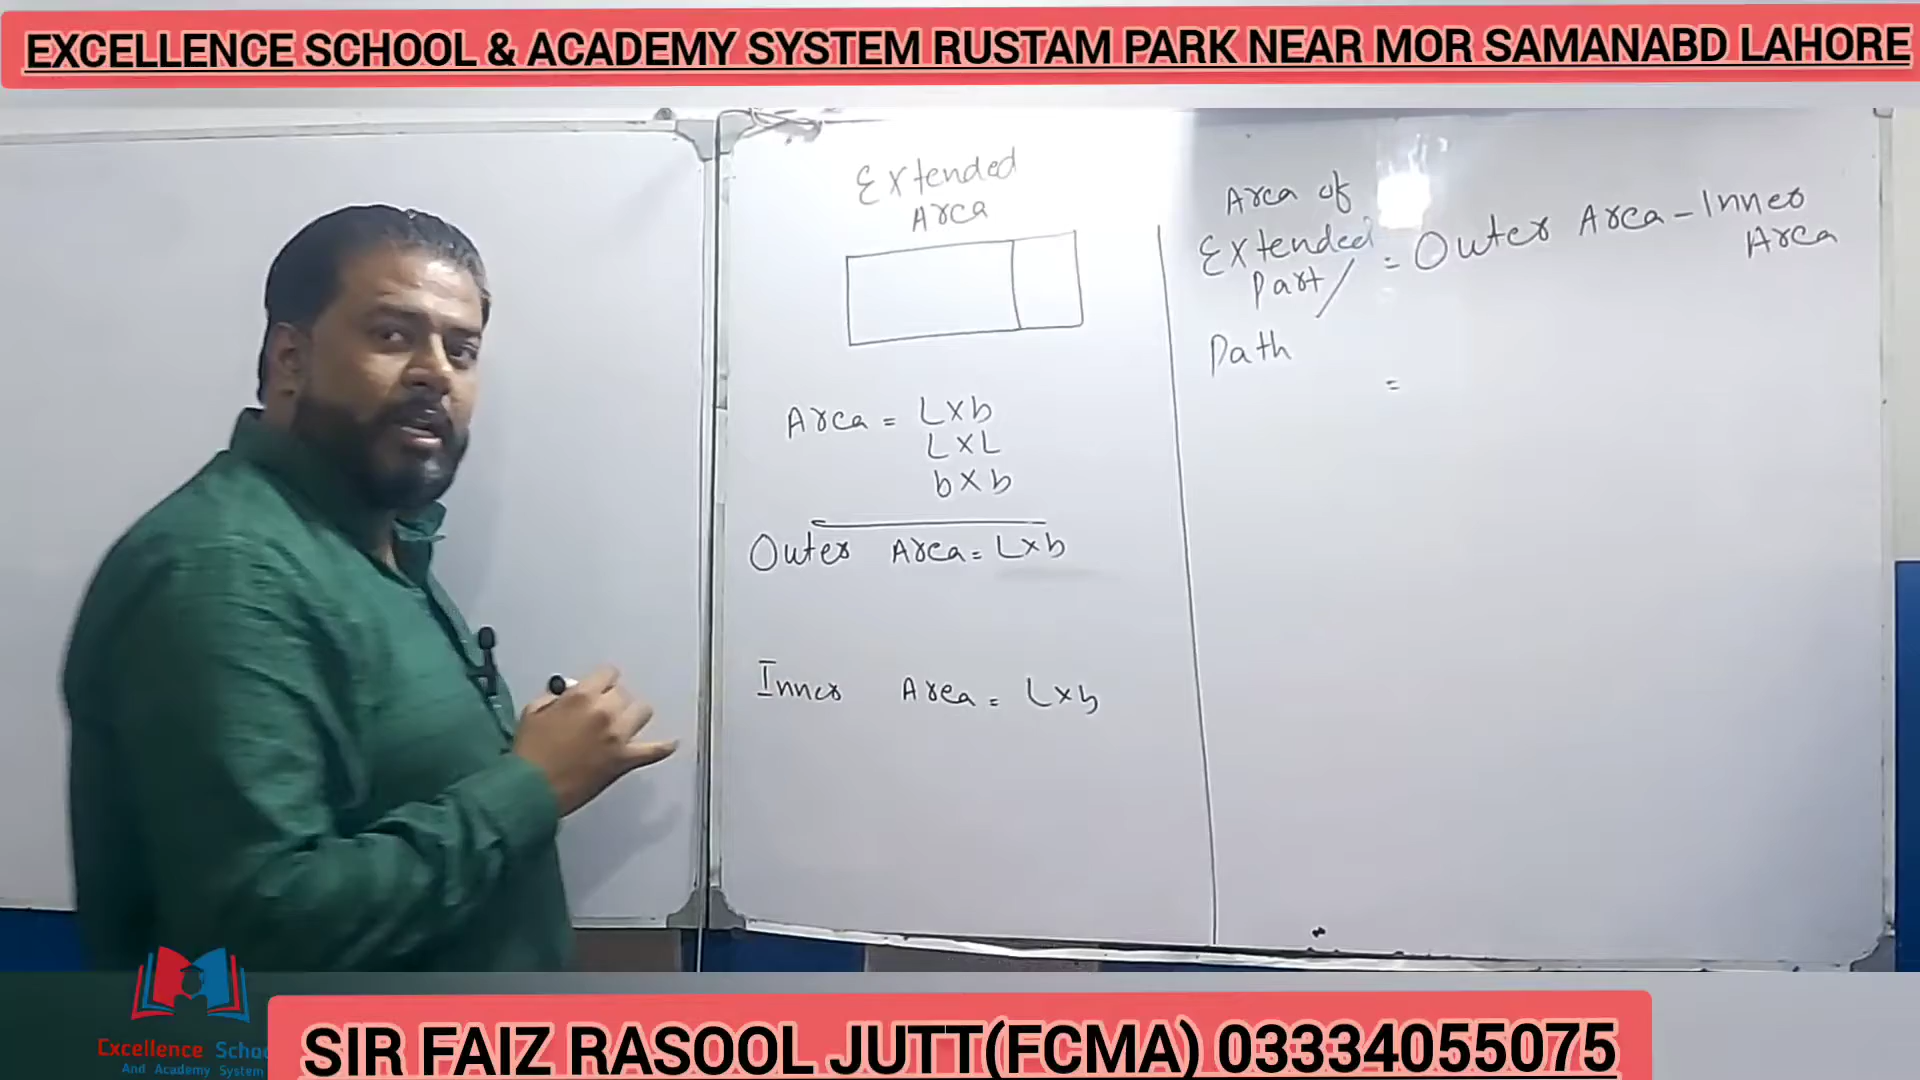 EXCELLENCE SCHOOL & ACADEMY SYSTEM RUSTAM PARK NEAR MOR SAMANABD LAHORE
Extended
Area
Area = L×b
L×L
b×b
Outer Area = L×b
Inner Area = L×b
Area of
Extended = Outer Area - Inner
Part/ Area
Path
=
Excellence Schoo
And Academy System
SIR FAIZ RASOOL JUTT(FCMA) 03334055075